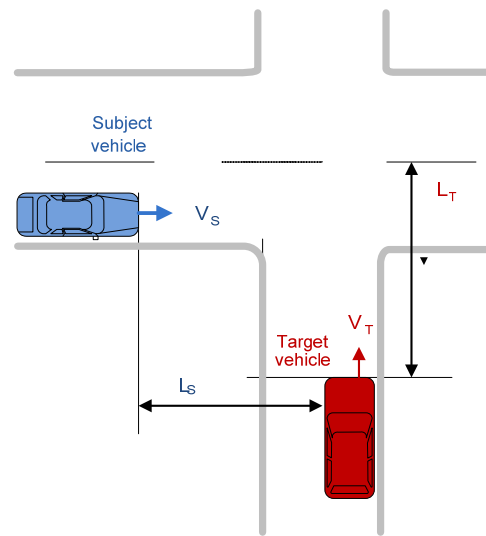 Subject
vehicle
V S
L T
V T
Target
vehicle
LS